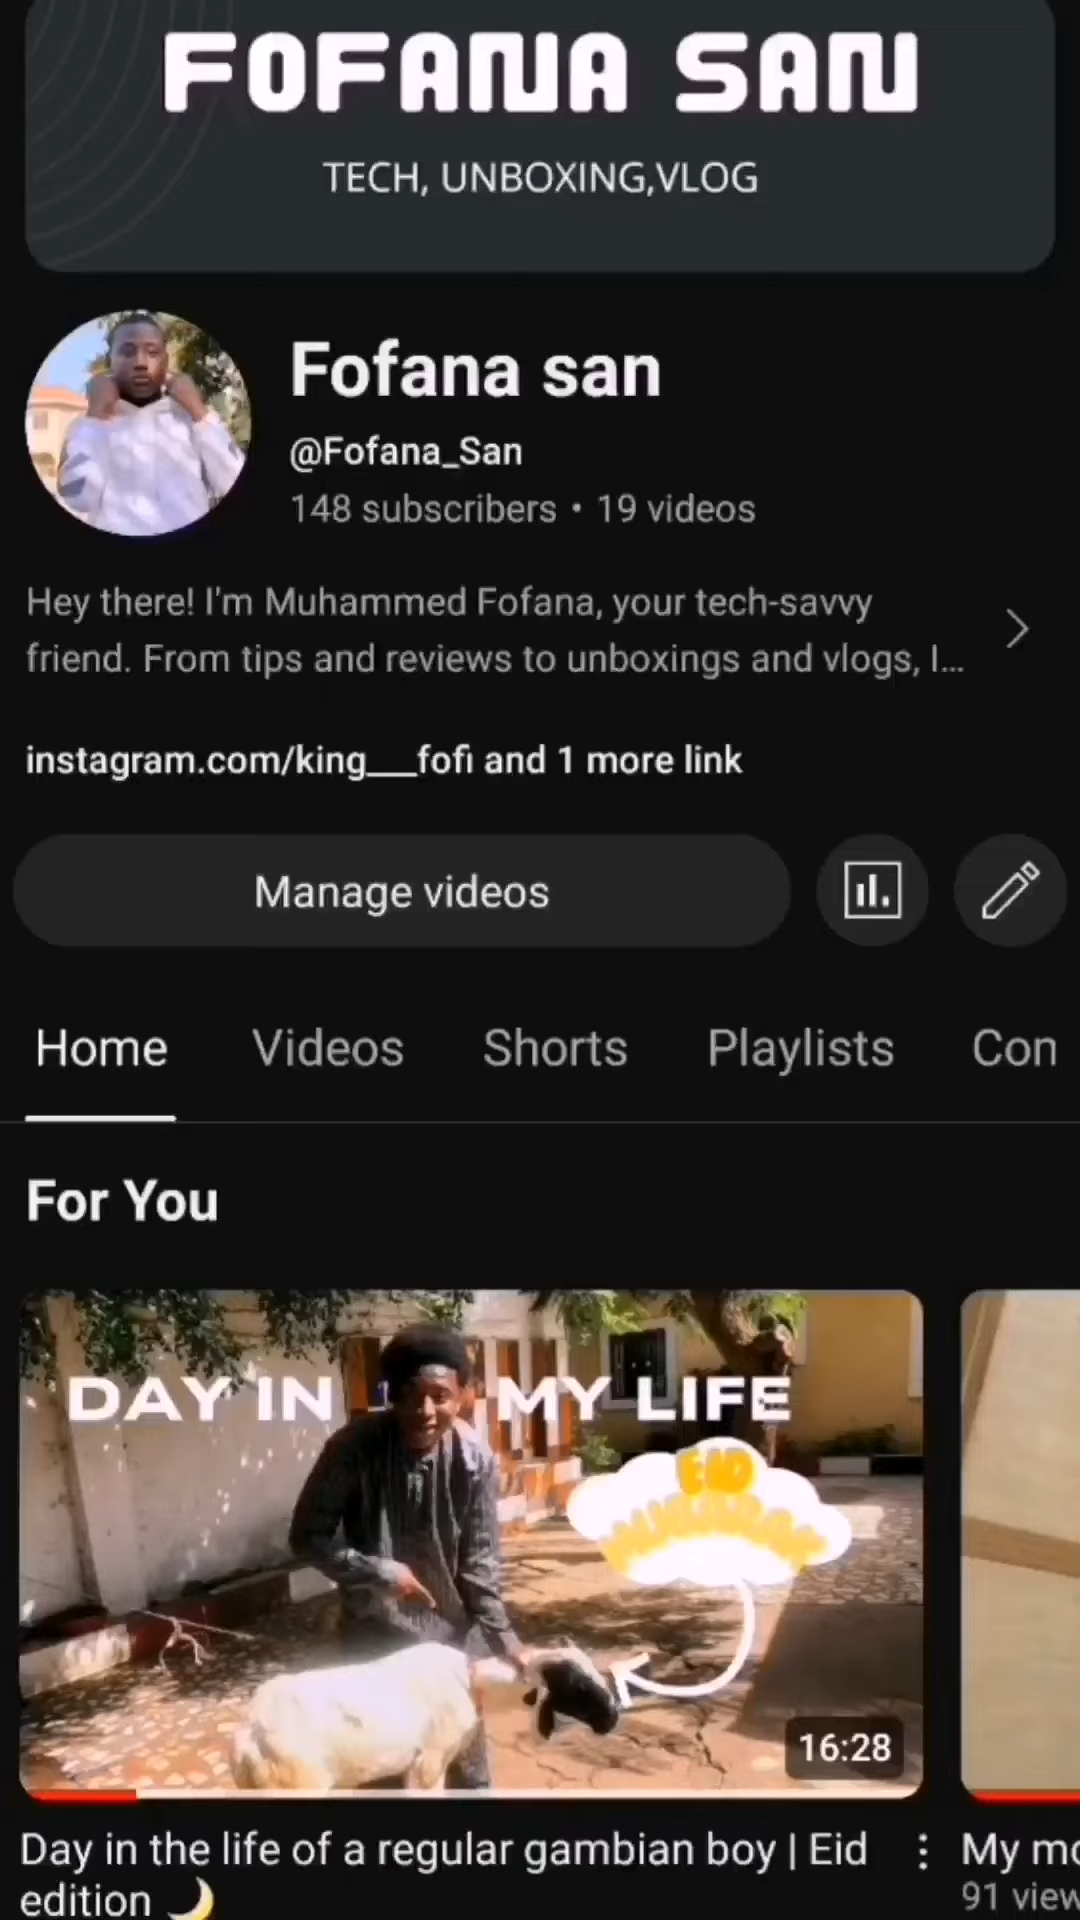 FOFANA SAN
TECH, UNBOXING,VLOG
Fofana san
@Fofana_San
148 subscribers • 19 videos
Hey there! I'm Muhammed Fofana, your tech-savvy
friend. From tips and reviews to unboxings and vlogs, I...
instagram.com/king___fofi and 1 more link
Manage videos
Home Videos Shorts Playlists Con
For You
DAY IN MY LIFE
EID
MUBARAK
16:28
Day in the life of a regular gambian boy | Eid
edition 🌙
My mo
91 view